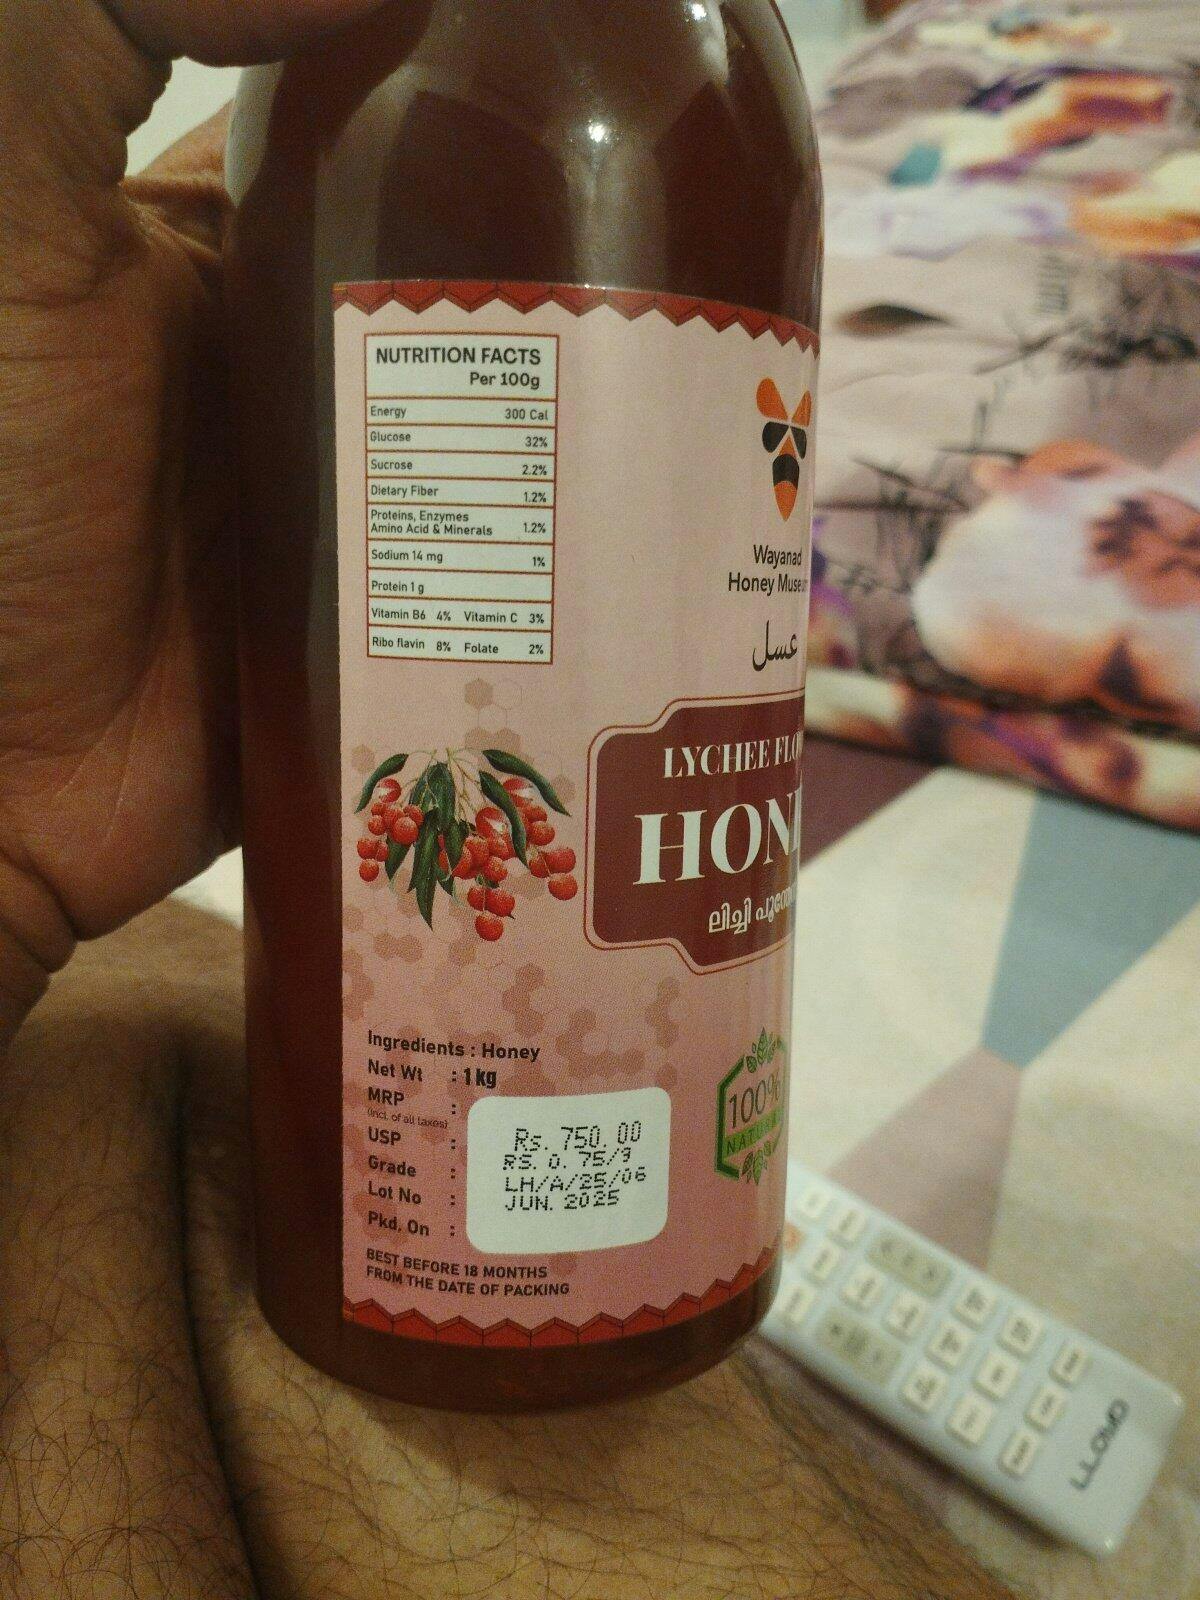 NUTRITION FACTS
Per 100g
Energy 300 Cal
Glucose 32%
Sucrose 2.2%
Dietary Fiber 1.2%
Proteins, Enzymes
Amino Acid & Minerals 1.2%
Sodium 14 mg 1%
Protein 1 g
Vitamin B6 4% Vitamin C 3%
Ribo flavin 8% Folate 2%
Wayanad
Honey
عسل
LYCHEE
ലിച്ചി
100%
Ingredients : Honey
Net Wt : 1 kg
MRP :
(incl. of all taxes)
USP :
Grade :
Lot No :
Pkd. On :
Rs. 750.00
RS. 0.75/9
LH/A/25/06
JUN. 2025
BEST BEFORE 18 MONTHS
FROM THE DATE OF PACKING
LLOYD